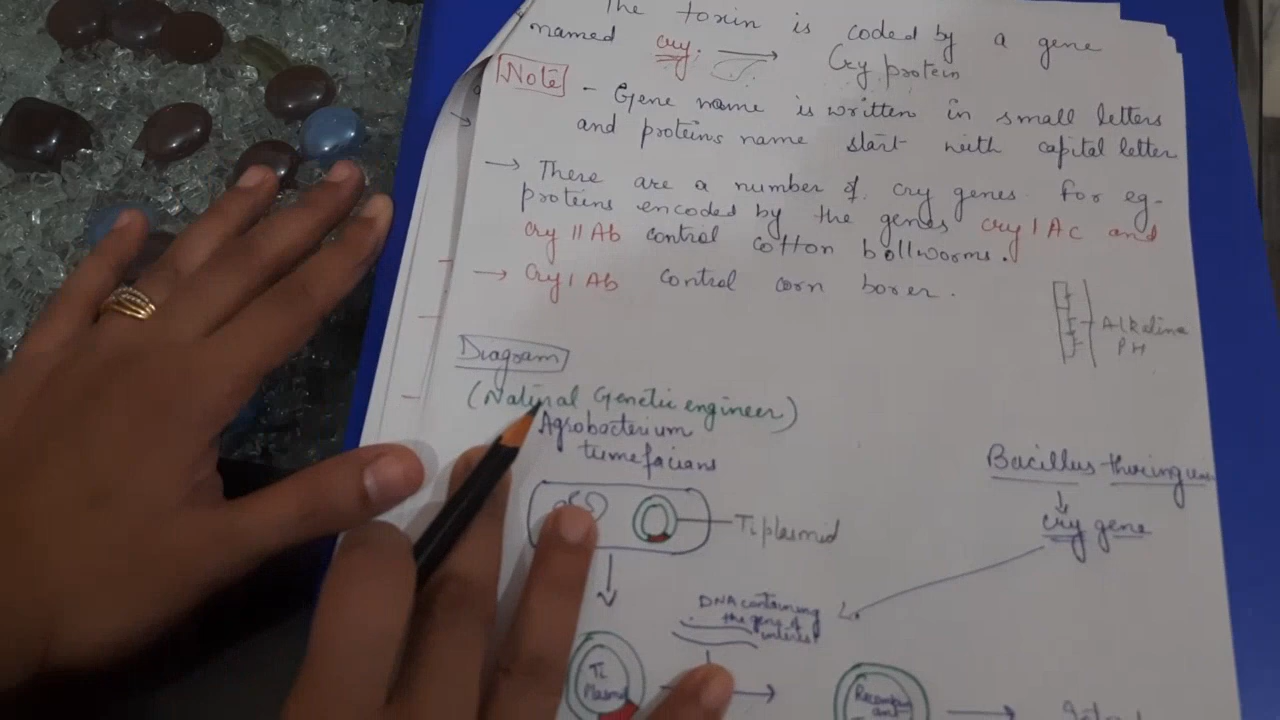 The toxin is coded by a gene
named cry. → Cry protein
Note - Gene name is written in small letters
and proteins name start with capital letter
→ There are a number of cry genes. For eg-
proteins encoded by the genes cry I Ac and
cry II Ab control cotton bollworms.
→ Cry I Ab control corn borer.
Alkaline
PH
Diagram
(Natural Genetic engineer)
Agrobacterium
tumefacians
Bacillus
cry gene
Ti plasmid
DNA containing
the gene of
interest
Ti
Plasmid